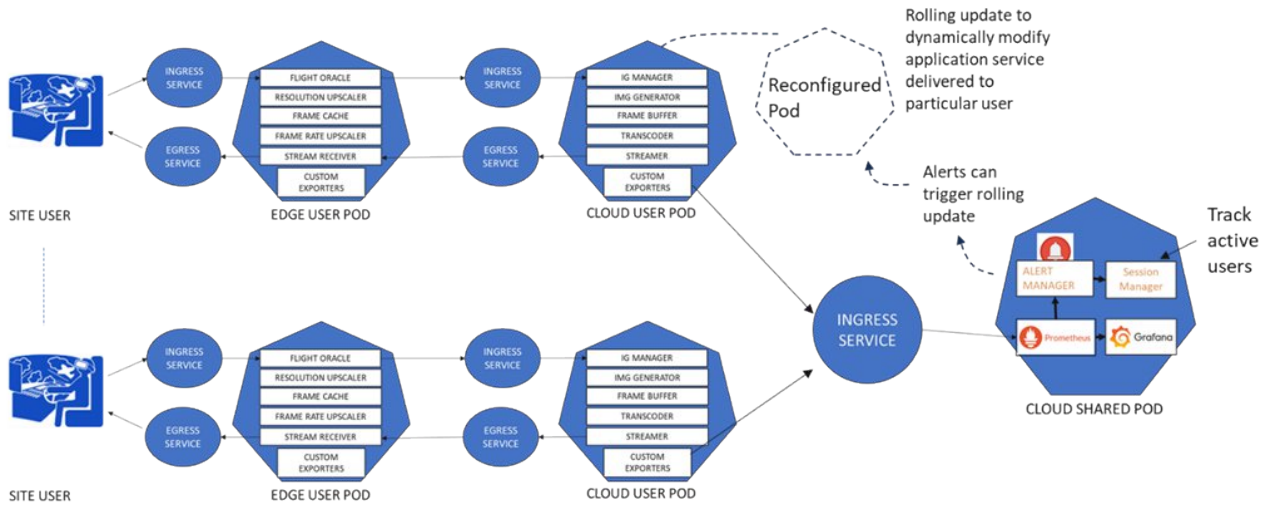 INGRESS
SERVICE
EGRESS
SERVICE
SITE USER
FLIGHT ORACLE
RESOLUTION UPSCALER
FRAME CACHE
FRAME RATE UPSCALER
STREAM RECEIVER
CUSTOM
EXPORTERS
EDGE USER POD
INGRESS
SERVICE
EGRESS
SERVICE
IG MANAGER
IMG GENERATOR
FRAME BUFFER
TRANSCODER
STREAMER
CUSTOM
EXPORTERS
CLOUD USER POD
Reconfigured
Pod
Rolling update to
dynamically modify
application service
delivered to
particular user
Alerts can
trigger rolling
update
Track
active
users
ALERT
MANAGER
Session
Manager
Prometheus
Grafana
CLOUD SHARED POD
INGRESS
SERVICE
INGRESS
SERVICE
EGRESS
SERVICE
SITE USER
FLIGHT ORACLE
RESOLUTION UPSCALER
FRAME CACHE
FRAME RATE UPSCALER
STREAM RECEIVER
CUSTOM
EXPORTERS
EDGE USER POD
INGRESS
SERVICE
EGRESS
SERVICE
IG MANAGER
IMG GENERATOR
FRAME BUFFER
TRANSCODER
STREAMER
CUSTOM
EXPORTERS
CLOUD USER POD